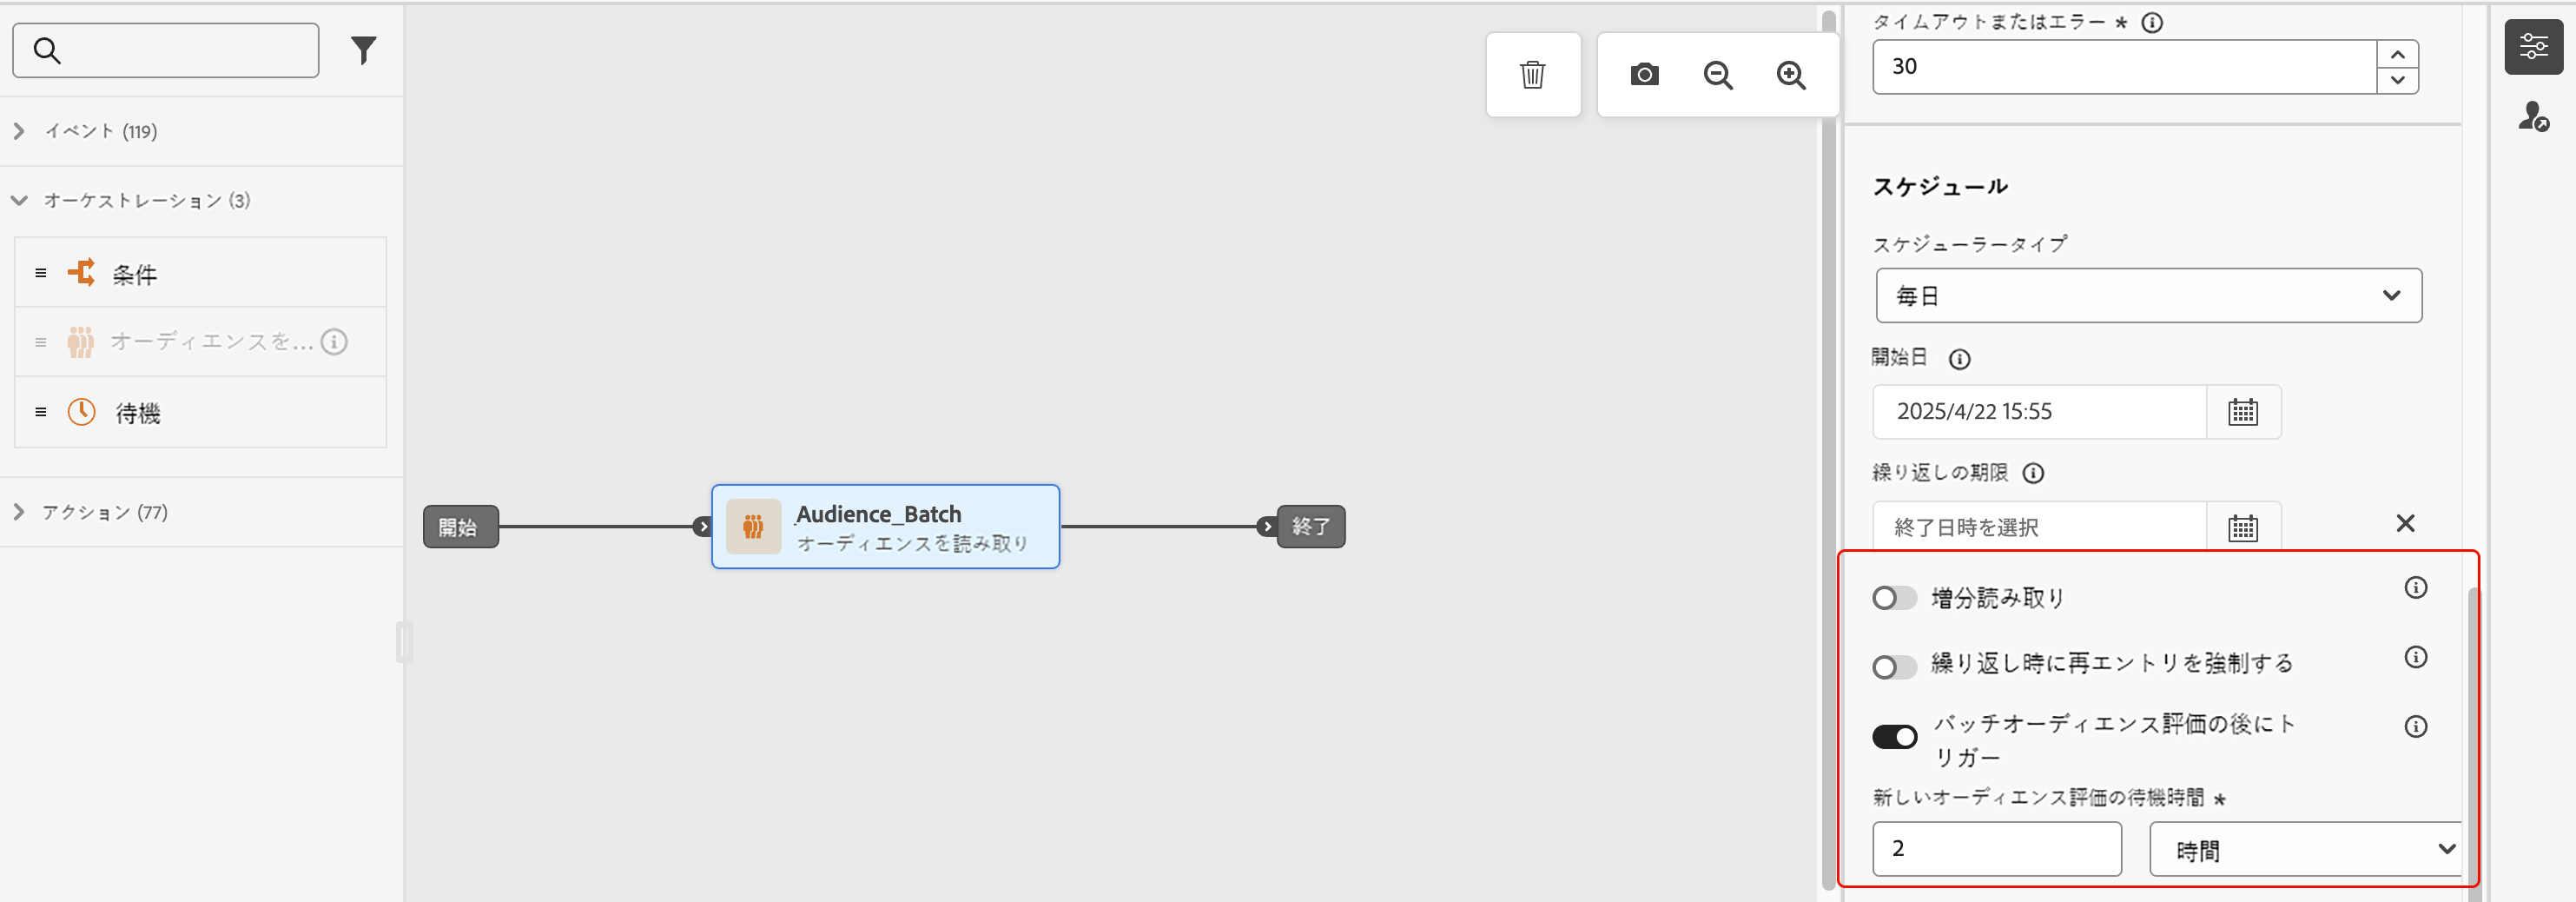 イベント (119)
オーケストレーション (3)
条件
オーディエンスを...
待機
アクション (77)
開始
Audience_Batch
オーディエンスを読み取り
終了
タイムアウトまたはエラー *
30
スケジュール
スケジューラータイプ
毎日
開始日
2025/4/22 15:55
繰り返しの期限
終了日時を選択
増分読み取り
繰り返し時に再エントリを強制する
バッチオーディエンス評価の後にト
リガー
新しいオーディエンス評価の待機時間 *
2
時間